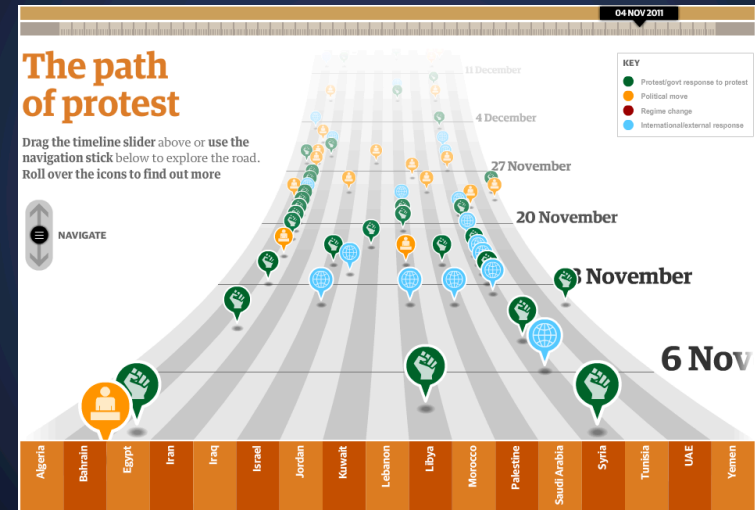 04 NOV 2011
The path
of protest
Drag the timeline slider above or use the
navigation stick below to explore the road.
Roll over the icons to find out more
NAVIGATE
KEY
Protest/govt response to protest
Political move
Regime change
International/external response
11 December
4 December
27 November
20 November
3 November
6 Nov
Algeria
Bahrain
Egypt
Iran
Iraq
Israel
Jordan
Kuwait
Lebanon
Libya
Morocco
Palestine
Saudi Arabia
Syria
Tunisia
UAE
Yemen